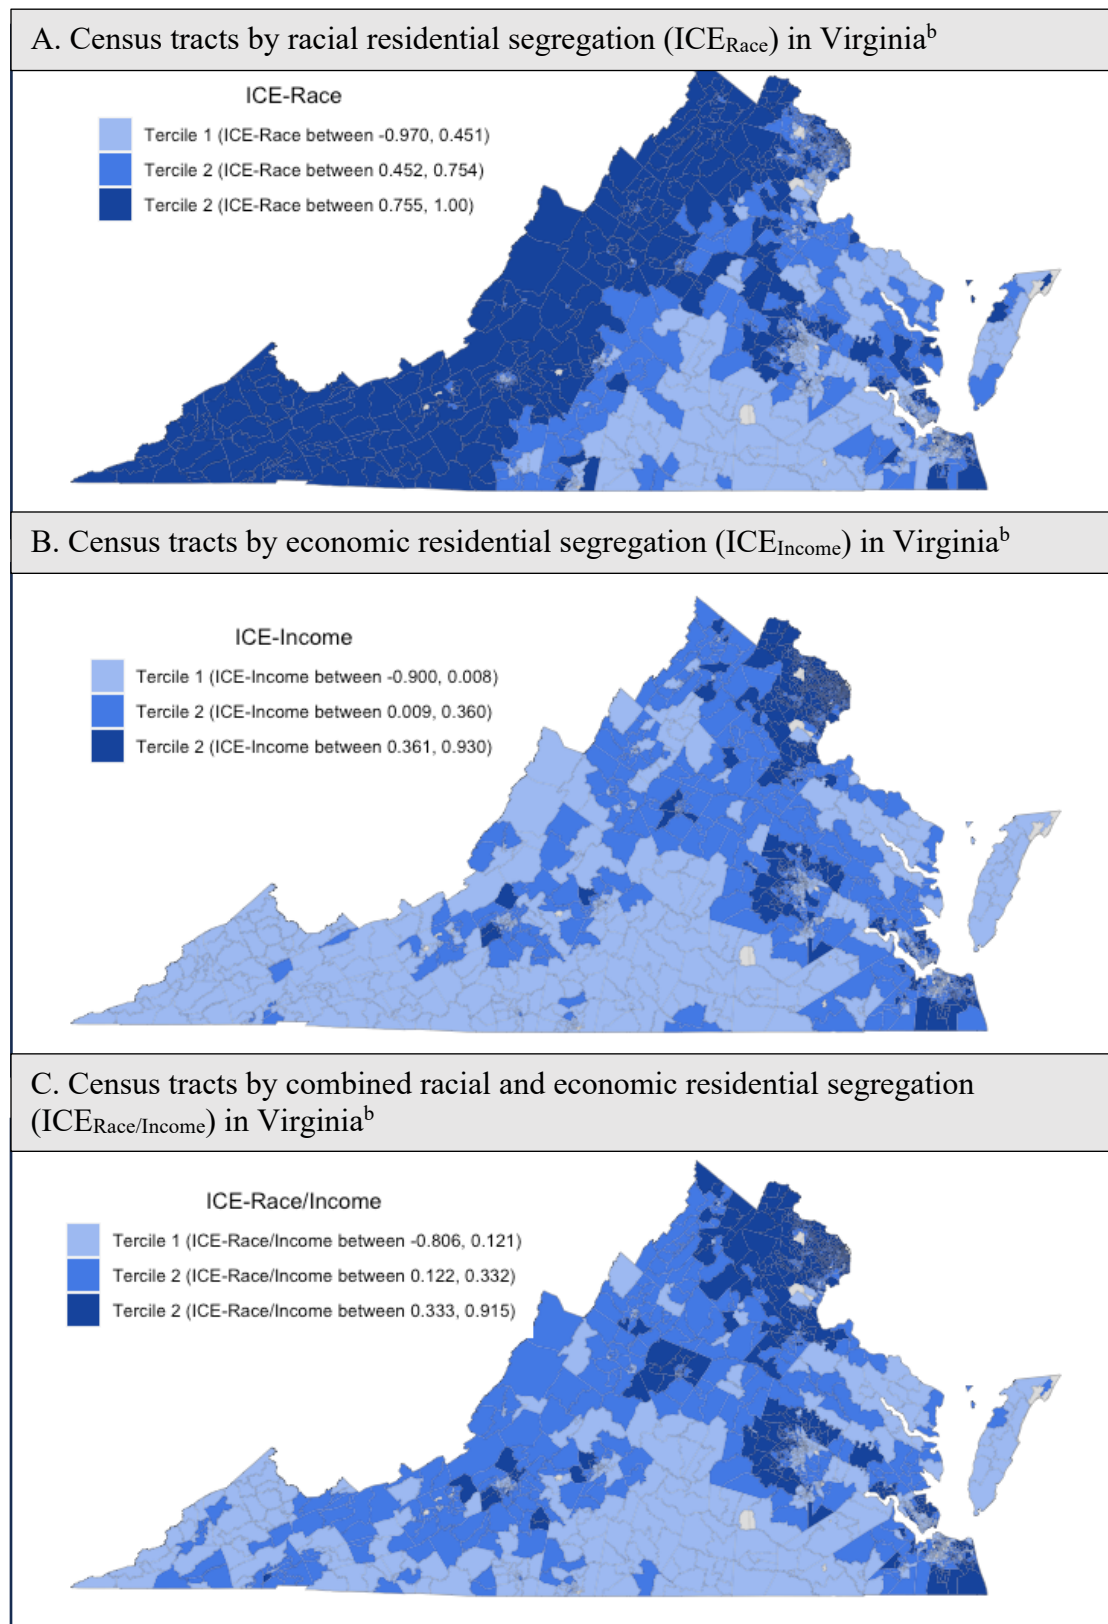 A. Census tracts by racial residential segregation (ICERace) in Virginiab
ICE-Race
Tercile 1 (ICE-Race between -0.970, 0.451)
Tercile 2 (ICE-Race between 0.452, 0.754)
Tercile 2 (ICE-Race between 0.755, 1.00)
B. Census tracts by economic residential segregation (ICEIncome) in Virginiab
ICE-Income
Tercile 1 (ICE-Income between -0.900, 0.008)
Tercile 2 (ICE-Income between 0.009, 0.360)
Tercile 2 (ICE-Income between 0.361, 0.930)
C. Census tracts by combined racial and economic residential segregation
(ICERace/Income) in Virginiab
ICE-Race/Income
Tercile 1 (ICE-Race/Income between -0.806, 0.121)
Tercile 2 (ICE-Race/Income between 0.122, 0.332)
Tercile 2 (ICE-Race/Income between 0.333, 0.915)